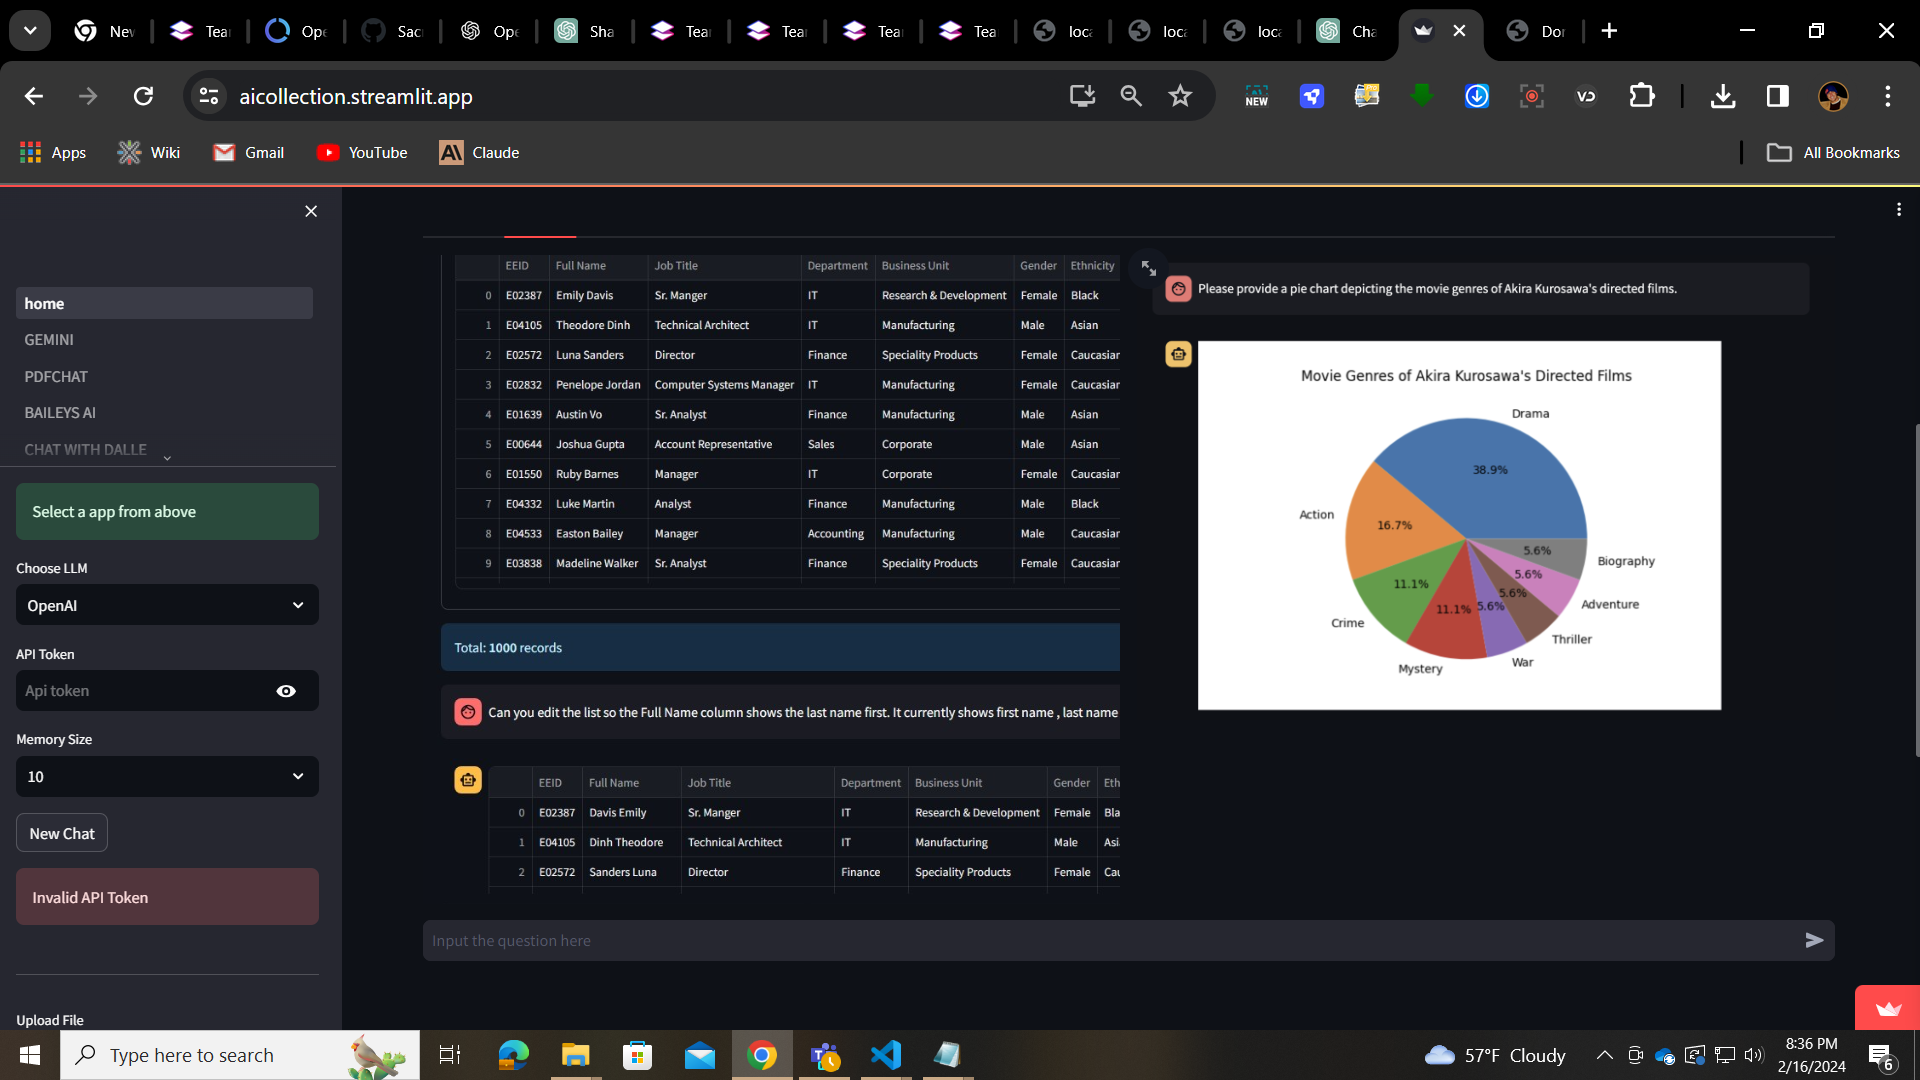 Nev
Tear
Ope
Sacr
Ope
Sha
Tear
Tear
Tear
Tear
loca
loca
loca
Cha
Dor
aicollection.streamlit.app
NEW
VD
Apps
Wiki
Gmail
YouTube
Claude
All Bookmarks
home
GEMINI
PDFCHAT
BAILEYS AI
CHAT WITH DALLE
Select a app from above
Choose LLM
OpenAI
API Token
Api token
Memory Size
10
New Chat
Invalid API Token
Upload File
EEID Full Name Job Title Department Business Unit Gender Ethnicity
0 E02387 Emily Davis Sr. Manger IT Research & Development Female Black
1 E04105 Theodore Dinh Technical Architect IT Manufacturing Male Asian
2 E02572 Luna Sanders Director Finance Speciality Products Female Caucasian
3 E02832 Penelope Jordan Computer Systems Manager IT Manufacturing Female Caucasian
4 E01639 Austin Vo Sr. Analyst Finance Manufacturing Male Asian
5 E00644 Joshua Gupta Account Representative Sales Corporate Male Asian
6 E01550 Ruby Barnes Manager IT Corporate Female Caucasian
7 E04332 Luke Martin Analyst Finance Manufacturing Male Black
8 E04533 Easton Bailey Manager Accounting Manufacturing Male Caucasian
9 E03838 Madeline Walker Sr. Analyst Finance Speciality Products Female Caucasian
Total: 1000 records
Can you edit the list so the Full Name column shows the last name first. It currently shows first name , last name
EEID Full Name Job Title Department Business Unit Gender Eth
0 E02387 Davis Emily Sr. Manger IT Research & Development Female Bla
1 E04105 Dinh Theodore Technical Architect IT Manufacturing Male Asi
2 E02572 Sanders Luna Director Finance Speciality Products Female Cau
Please provide a pie chart depicting the movie genres of Akira Kurosawa's directed films.
Movie Genres of Akira Kurosawa's Directed Films
Drama
38.9%
Action
16.7%
Crime
11.1%
Mystery
11.1%
War
5.6%
Thriller
5.6%
Adventure
5.6%
Biography
5.6%
Input the question here
Type here to search
57°F Cloudy
8:36 PM
2/16/2024
6